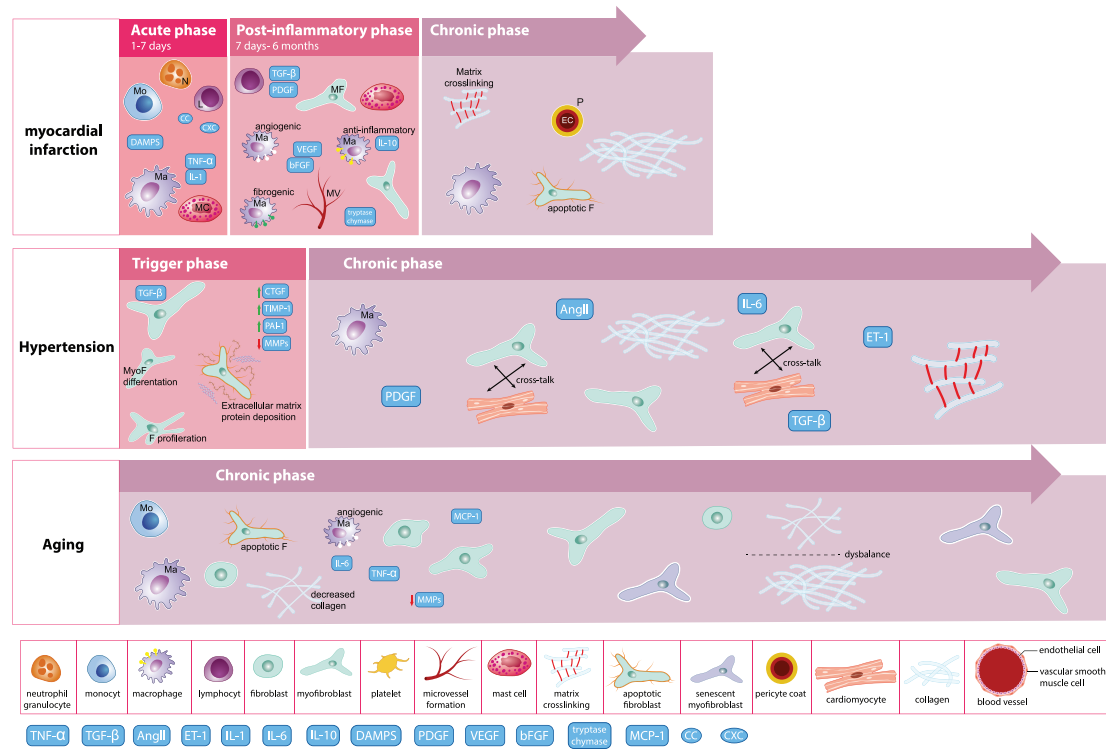 Acute phase
1-7 days
Post-inflammatory phase
7 days- 6 months
Chronic phase
myocardial
infarction
N
Mo
L
CC
CXC
DAMPS
TNF-α
IL-1
Ma
MC
TGF-β
PDGF
MF
angiogenic
Ma
anti-inflammatory
Ma
IL-10
VEGF
bFGF
fibrogenic
Ma
MV
tryptase
chymase
Matrix
crosslinking
P
EC
apoptotic F
Hypertension
Trigger phase
Chronic phase
TGF-β
CTGF
TIMP-1
PAI-1
MMPs
MyoF
differentation
Extracellular matrix
protein deposition
F profileration
Ma
PDGF
AngII
cross-talk
IL-6
cross-talk
TGF-β
ET-1
Aging
Chronic phase
Mo
Ma
apoptotic F
decreased
collagen
angiogenic
Ma
IL-6
TNF-α
MCP-1
MMPs
dysbalance
neutrophil
granulocyte
monocyt
macrophage
lymphocyt
fibroblast
myofibroblast
platelet
microvessel
formation
mast cell
matrix
crosslinking
apoptotic
fibroblast
senescent
myofibroblast
pericyte coat
cardiomyocyte
collagen
endothelial cell
vascular smooth
muscle cell
blood vessel
TNF-α
TGF-β
AngII
ET-1
IL-1
IL-6
IL-10
DAMPS
PDGF
VEGF
bFGF
tryptase
chymase
MCP-1
CC
CXC